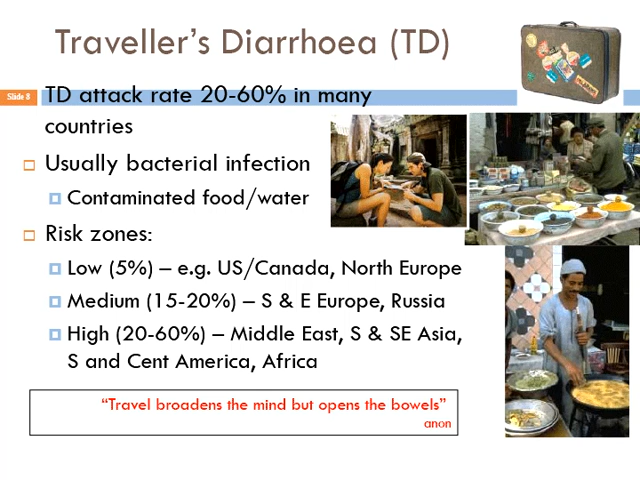 Traveller's Diarrhoea (TD)
Slide 8
TD attack rate 20-60% in many
countries
Usually bacterial infection
Contaminated food/water
Risk zones:
Low (5%) – e.g. US/Canada, North Europe
Medium (15-20%) – S & E Europe, Russia
High (20-60%) – Middle East, S & SE Asia,
S and Cent America, Africa
“Travel broadens the mind but opens the bowels”
anon